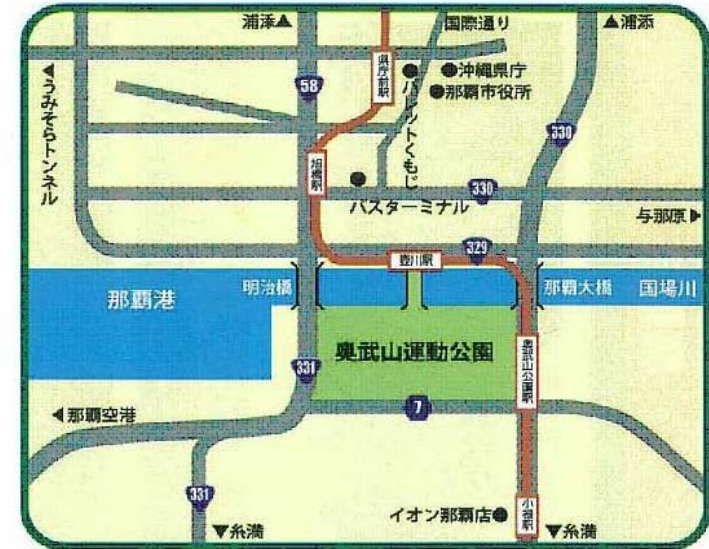 浦添▲
国際通り
▲浦添
県庁前駅
沖縄県庁
那覇市役所
パレットくもじ
58
◀うみそらトンネル
330
旭橋駅
バスターミナル
330
与那原▶
329
壺川駅
明治橋
那覇大橋
国場川
那覇港
奥武山運動公園
奥武山公園駅
331
7
◀那覇空港
331
▼糸満
イオン那覇店
小禄駅
▼糸満